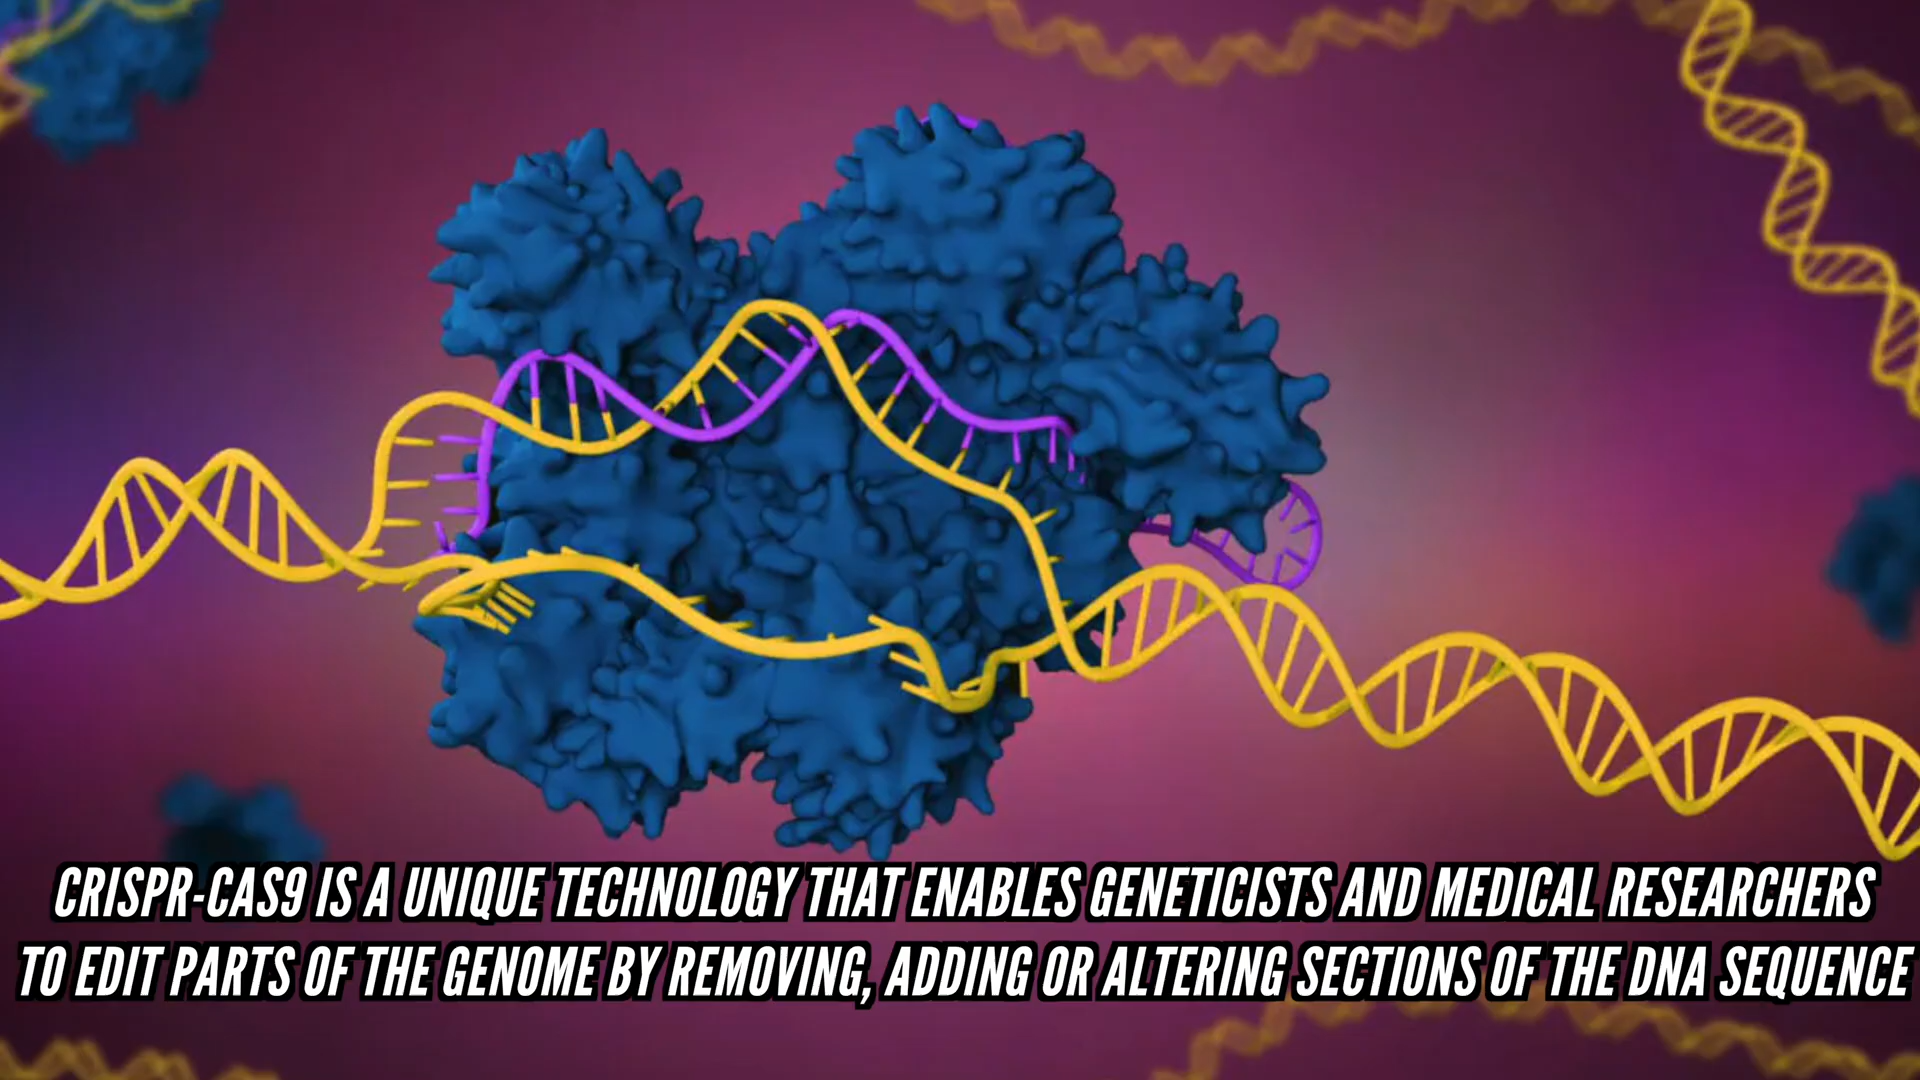 CRISPR-CAS9 IS A UNIQUE TECHNOLOGY THAT ENABLES GENETICISTS AND MEDICAL RESEARCHERS
TO EDIT PARTS OF THE GENOME BY REMOVING, ADDING OR ALTERING SECTIONS OF THE DNA SEQUENCE